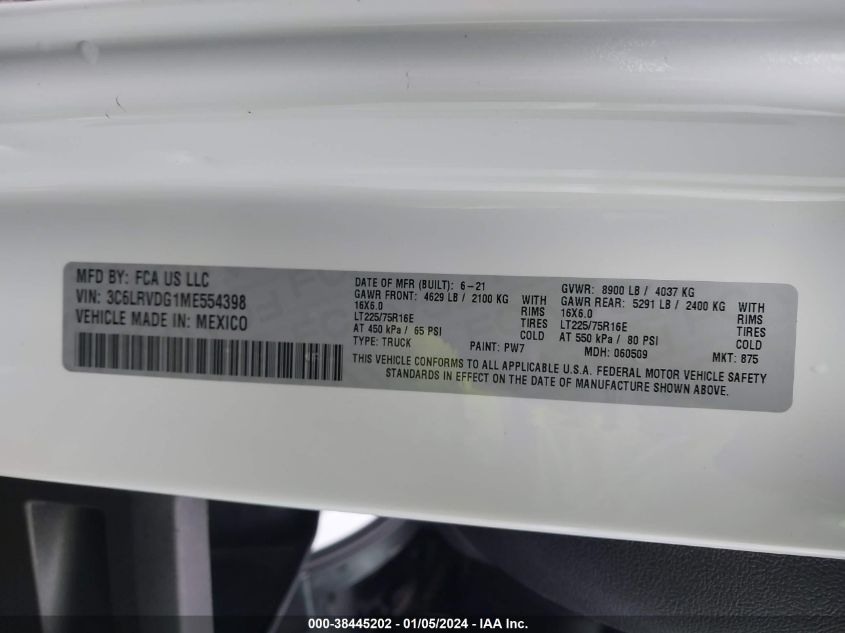 MFD BY: FCA US LLC
VIN: 3C6LRVDG1ME554398
VEHICLE MADE IN: MEXICO
DATE OF MFR (BUILT): 6-21
GAWR FRONT: 4629 LB / 2100 KG WITH
16X6.0 RIMS
LT225/75R16E TIRES
AT 450 kPa / 65 PSI COLD
TYPE: TRUCK PAINT: PW7
GVWR: 8900 LB / 4037 KG
GAWR REAR: 5291 LB / 2400 KG WITH
16X6.0 RIMS
LT225/75R16E TIRES
AT 550 kPa / 80 PSI COLD
MDH: 060509 MKT: 875
THIS VEHICLE CONFORMS TO ALL APPLICABLE U.S.A. FEDERAL MOTOR VEHICLE SAFETY
STANDARDS IN EFFECT ON THE DATE OF MANUFACTURE SHOWN ABOVE.
000-38445202 - 01/05/2024 - IAA Inc.